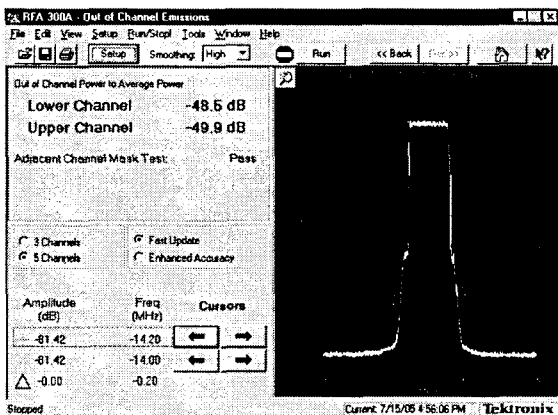 RFA 300A - Out of Channel Emissions
File Edit View Setup Run/Stop Tools Window Help
Setup Smoothing: High Run << Back
Out of Channel Power to Average Power
Lower Channel -48.5 dB
Upper Channel -49.9 dB
Adjacent Channel Mask Test: Pass
3 Channels Fast Update
5 Channels Enhanced Accuracy
Amplitude (dB) Freq (MHz) Cursors
-81.42 -14.20
-81.42 -14.00
△ -0.00 -0.20
Stopped Current: 7/15/05 4:56:06 PM Tektronix